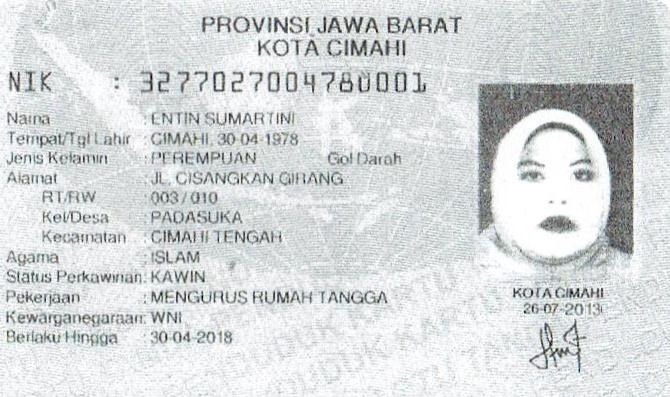 PROVINSI JAWA BARAT
KOTA CIMAHI
NIK : 3277027004780001
Nama : ENTIN SUMARTINI
Tempat/Tgl Lahir : CIMAHI, 30-04-1978
Jenis Kelamin : PEREMPUAN Gol Darah
Alamat : JL. CISANGKAN GIRANG
RT/RW : 003 / 010
Kel/Desa : PADASUKA
Kecamatan : CIMAHI TENGAH
Agama : ISLAM
Status Perkawinan: KAWIN
Pekerjaan : MENGURUS RUMAH TANGGA
Kewarganegaraan: WNI
Berlaku Hingga : 30-04-2018
KOTA CIMAHI
26-07-2013